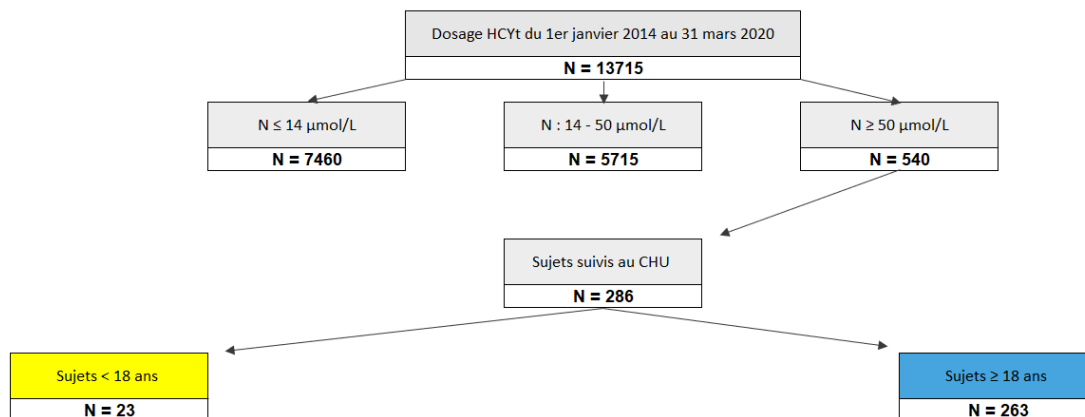 Dosage HCYt du 1er janvier 2014 au 31 mars 2020
N = 13715
N ≤ 14 µmol/L
N = 7460
N : 14 - 50 µmol/L
N = 5715
N ≥ 50 µmol/L
N = 540
Sujets suivis au CHU
N = 286
Sujets < 18 ans
N = 23
Sujets ≥ 18 ans
N = 263